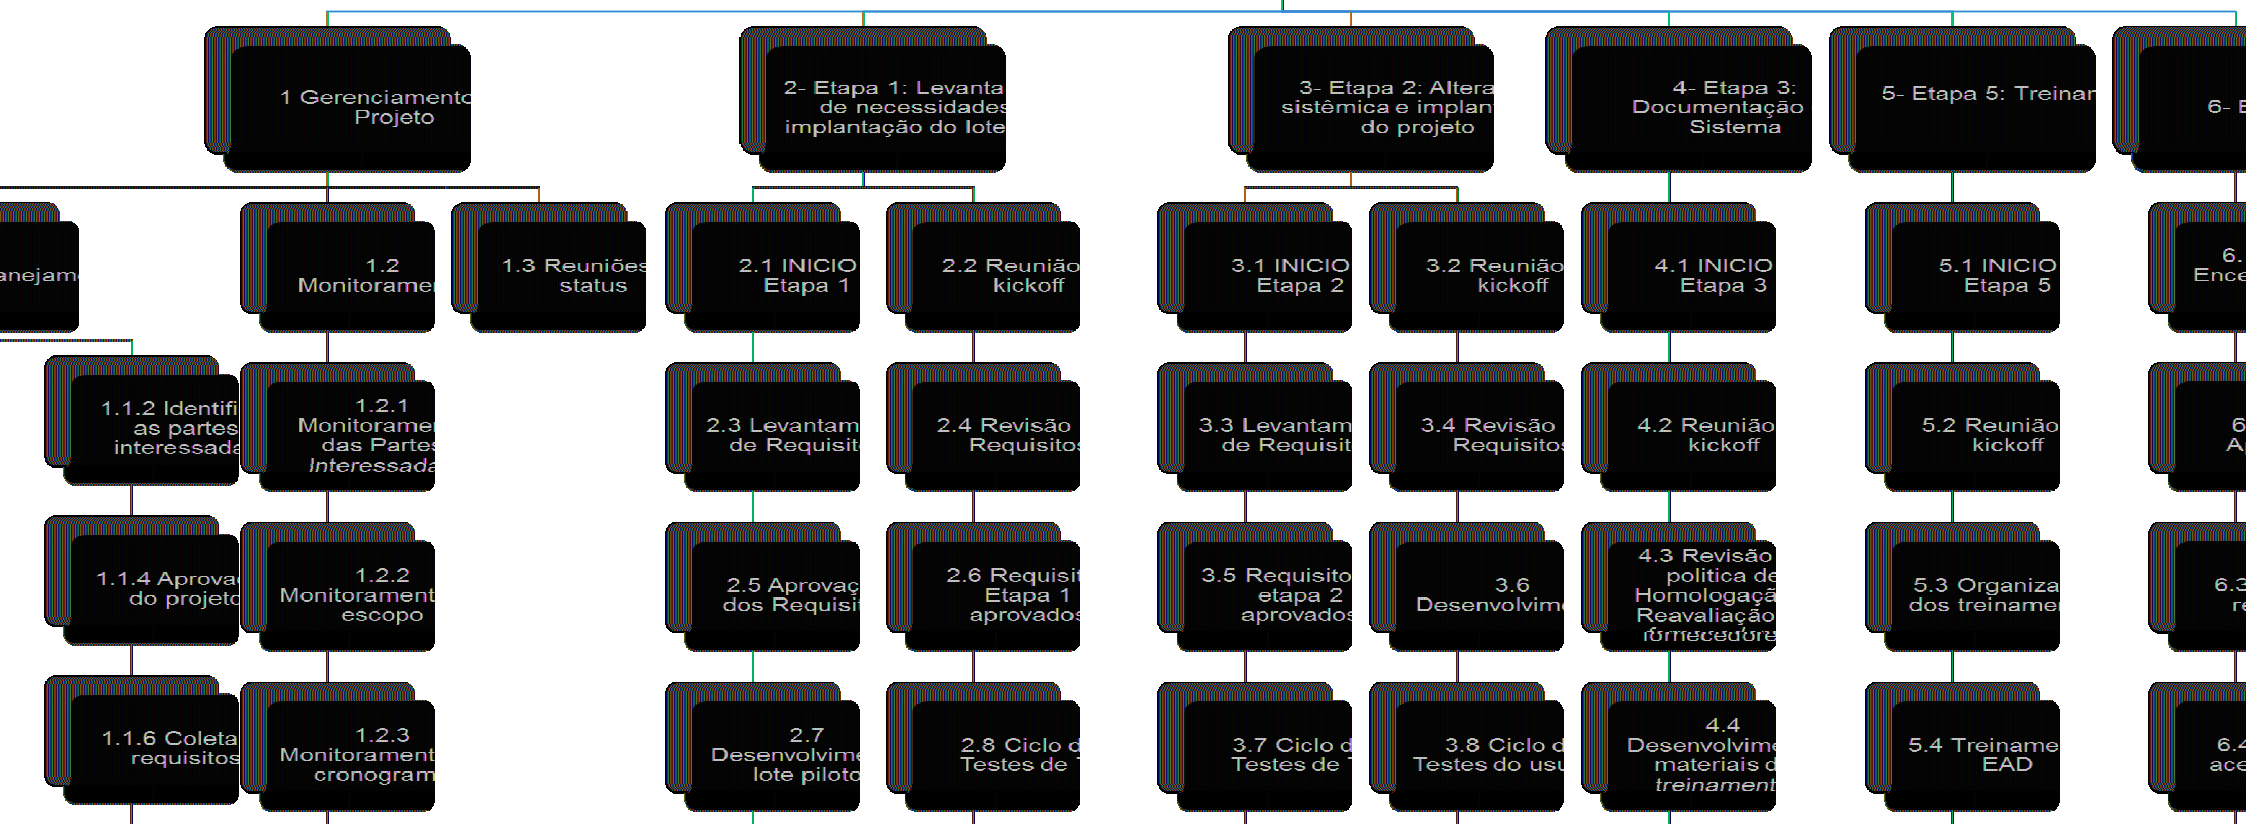 1 Gerenciamento
Projeto
2- Etapa 1: Levanta
de necessidades
implantação do lote
3- Etapa 2: Altera
sistêmica e implan
do projeto
4- Etapa 3:
Documentação
Sistema
5- Etapa 5: Treinar
6- E
anejam
1.2
Monitoramen
1.3 Reuniões
status
2.1 INICIO
Etapa 1
2.2 Reunião
kickoff
3.1 INICIO
Etapa 2
3.2 Reunião
kickoff
4.1 INICIO
Etapa 3
5.1 INICIO
Etapa 5
6.
Ence
1.1.2 Identifi
as partes
interessada
1.2.1
Monitorame
das Partes
Interessada
2.3 Levantam
de Requisit
2.4 Revisão
Requisitos
3.3 Levantam
de Requisit
3.4 Revisão
Requisitos
4.2 Reunião
kickoff
5.2 Reunião
kickoff
6
A
1.1.4 Aprova
do projeto
1.2.2
Monitorament
escopo
2.5 Aprovaç
dos Requisit
2.6 Requisit
Etapa 1
aprovados
3.5 Requisito
etapa 2
aprovados
3.6
Desenvolvim
4.3 Revisão
politica de
Homologaçã
Reavaliação
fornecedore
5.3 Organiza
dos treiname
6.3
re
1.1.6 Coleta
requisitos
1.2.3
Monitorament
cronogram
2.7
Desenvolvime
lote piloto
2.8 Ciclo d
Testes de
3.7 Ciclo d
Testes de
3.8 Ciclo d
Testes do usu
4.4
Desenvolvime
materiais d
treinament
5.4 Treiname
EAD
6.4
ace